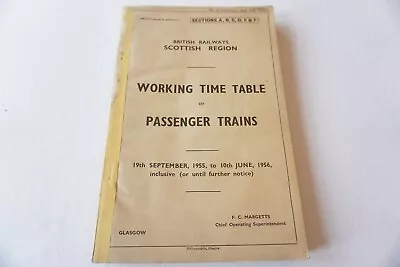 SECTIONS A, B, C, D, E & F.
BRITISH RAILWAYS
SCOTTISH REGION
WORKING TIME TABLE
OF
PASSENGER TRAINS
19th SEPTEMBER, 1955, to 10th JUNE, 1956,
inclusive (or until further notice)
F. C. MARGETTS
Chief Operating Superintendent
GLASGOW